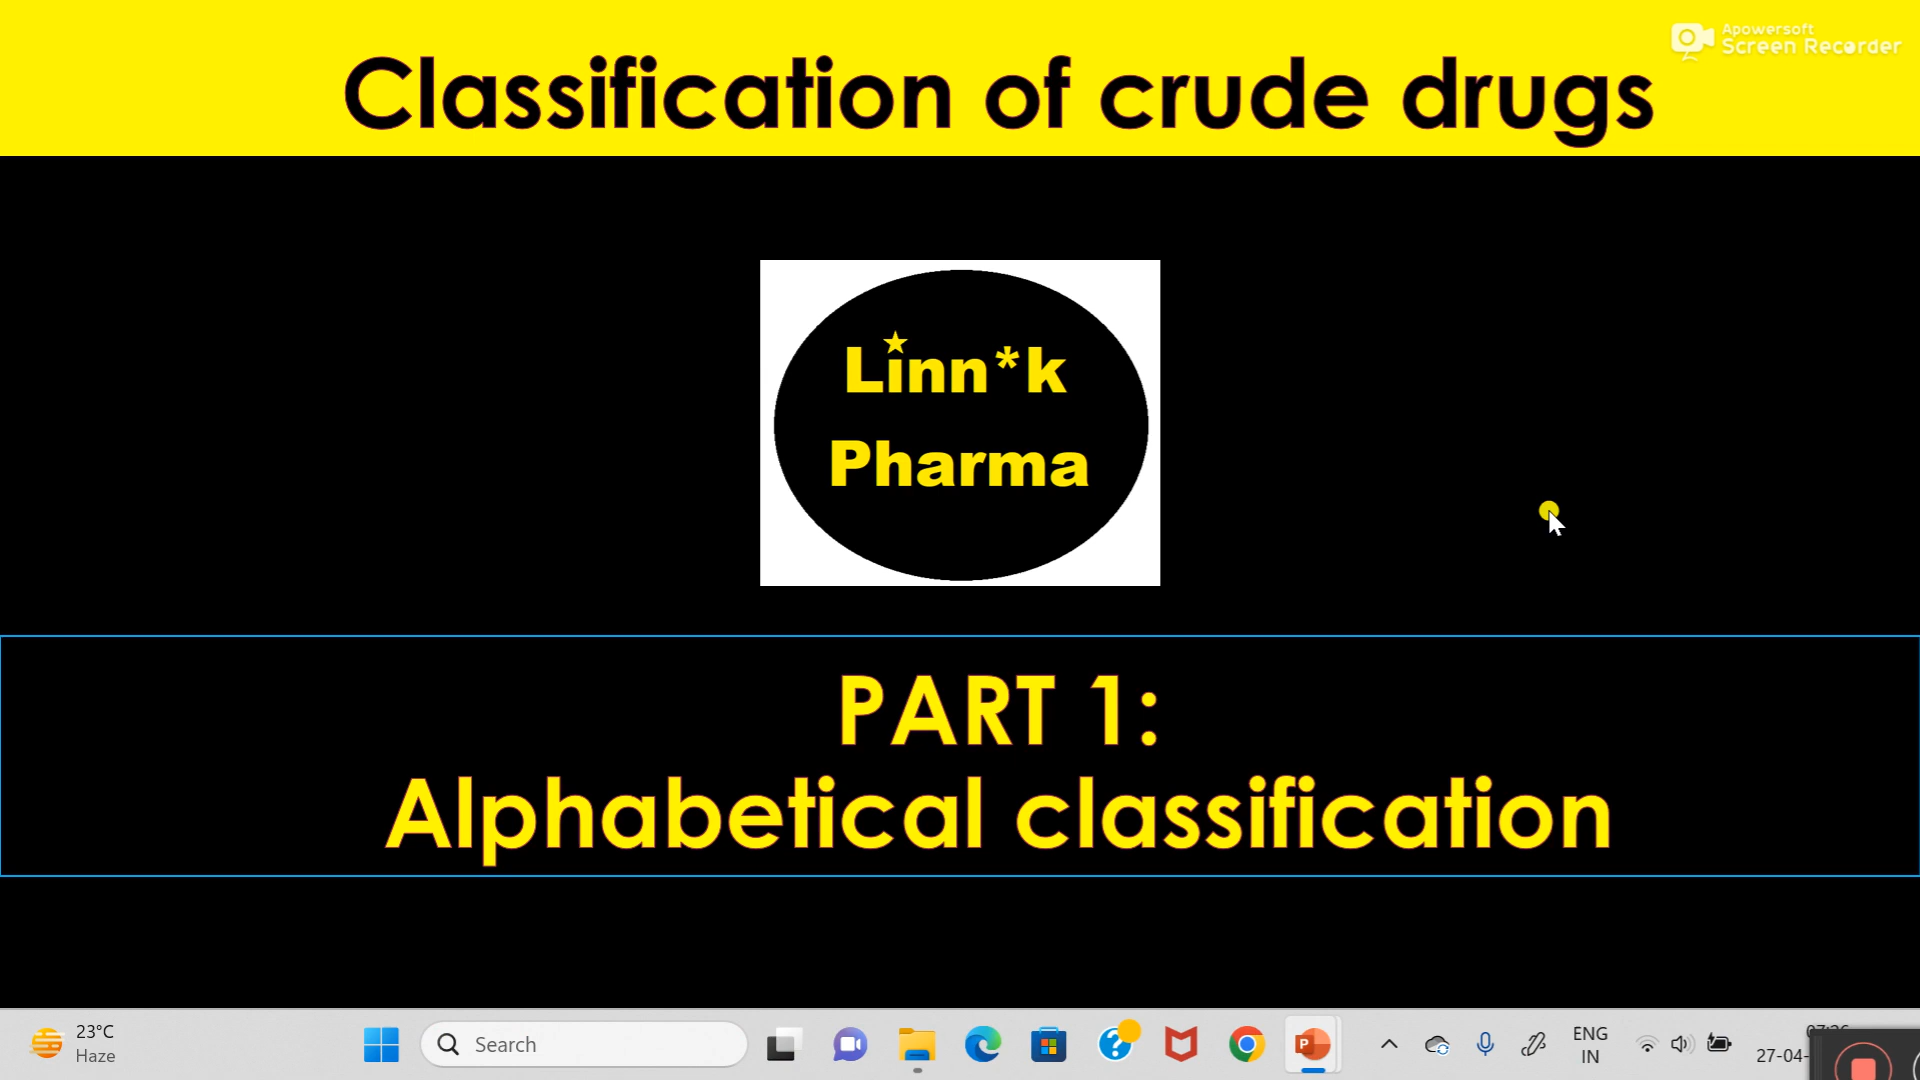 Apowersoft
Screen Recorder
Classification of crude drugs
Linn*k
Pharma
PART 1:
Alphabetical classification
23°C
Haze
Search
ENG
IN
27-04-